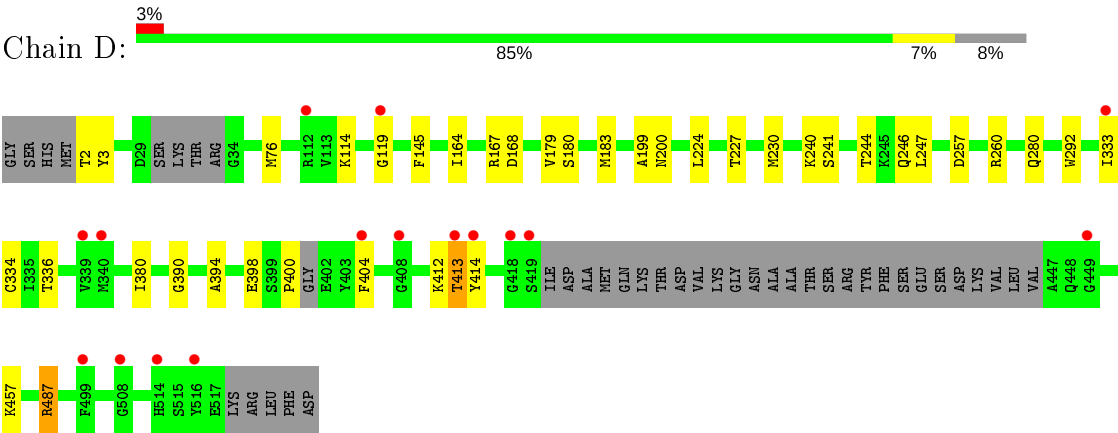 3%
Chain D:
85% 7% 8%
GLY SER HIS MET T2 Y3 D29 SER LYS THR ARG G34 M76 R112 V113 K114 G119 F145 I164 R167 D168 V179 S180 M183 A199 N200 L224 T227 M230 K240 S241 T244 K245 Q246 L247 D257 R260 Q280 W292 I333
C334 I335 T336 V339 M340 I380 G390 A394 E398 S399 P400 GLY E402 Y403 F404 G408 K412 T413 Y414 G418 S419 ILE ASP ALA MET GLN LYS THR ASP VAL LYS GLY ASN ALA ALA THR SER ARG TYR PHE SER GLU SER ASP LYS VAL LEU VAL A447 Q448 G449
K457 R487 F499 G508 H514 S515 Y516 E517 LYS ARG LEU PHE ASP